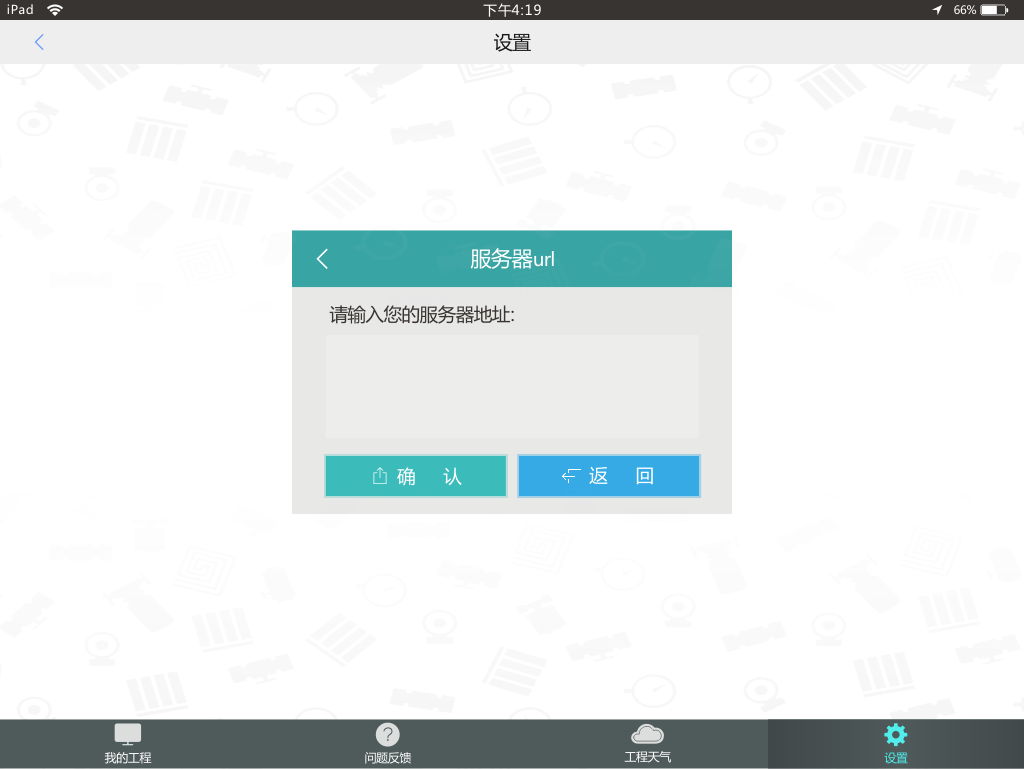 iPad 下午4:19 66%
设置
服务器url
请输入您的服务器地址:
确 认 返 回
我的工程 问题反馈 工程天气 设置